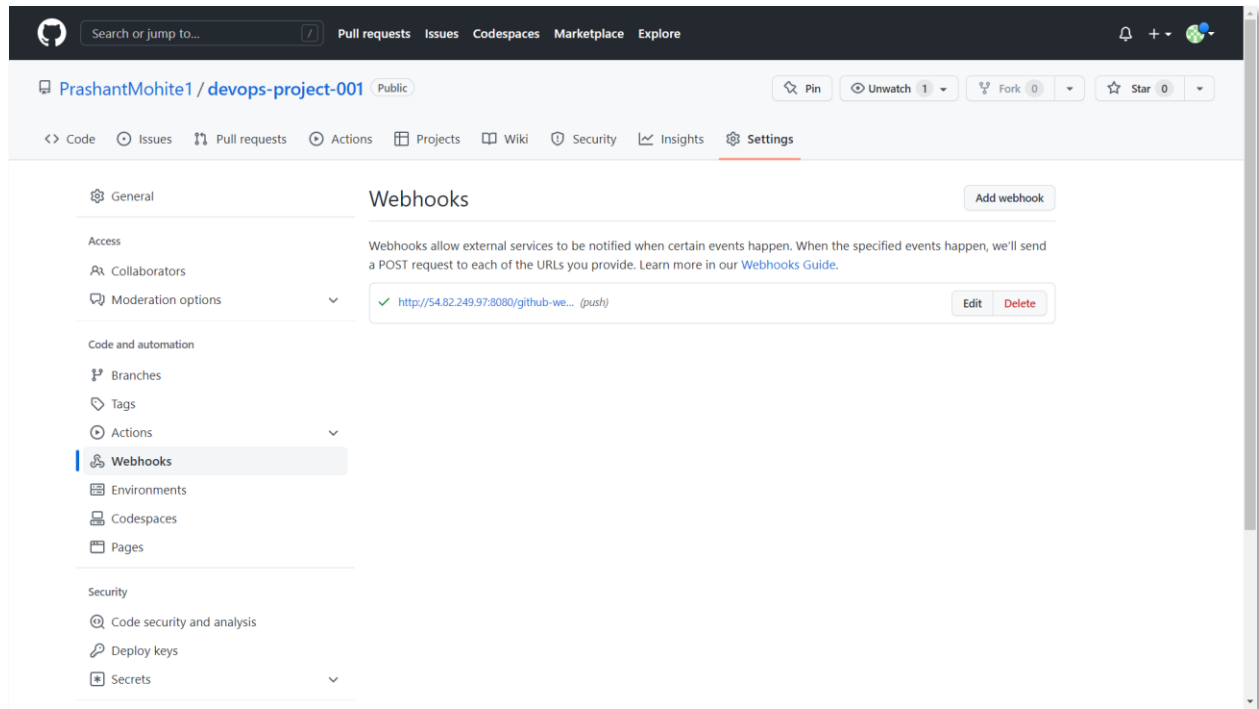 Search or jump to... /
Pull requests Issues Codespaces Marketplace Explore
PrashantMohite1 / devops-project-001 Public
Pin Unwatch 1 Fork 0 Star 0
Code Issues Pull requests Actions Projects Wiki Security Insights Settings
General
Access
Collaborators
Moderation options
Code and automation
Branches
Tags
Actions
Webhooks
Environments
Codespaces
Pages
Security
Code security and analysis
Deploy keys
Secrets
Webhooks
Add webhook
Webhooks allow external services to be notified when certain events happen. When the specified events happen, we'll send
a POST request to each of the URLs you provide. Learn more in our Webhooks Guide.
http://54.82.249.97:8080/github-we... (push)
Edit Delete